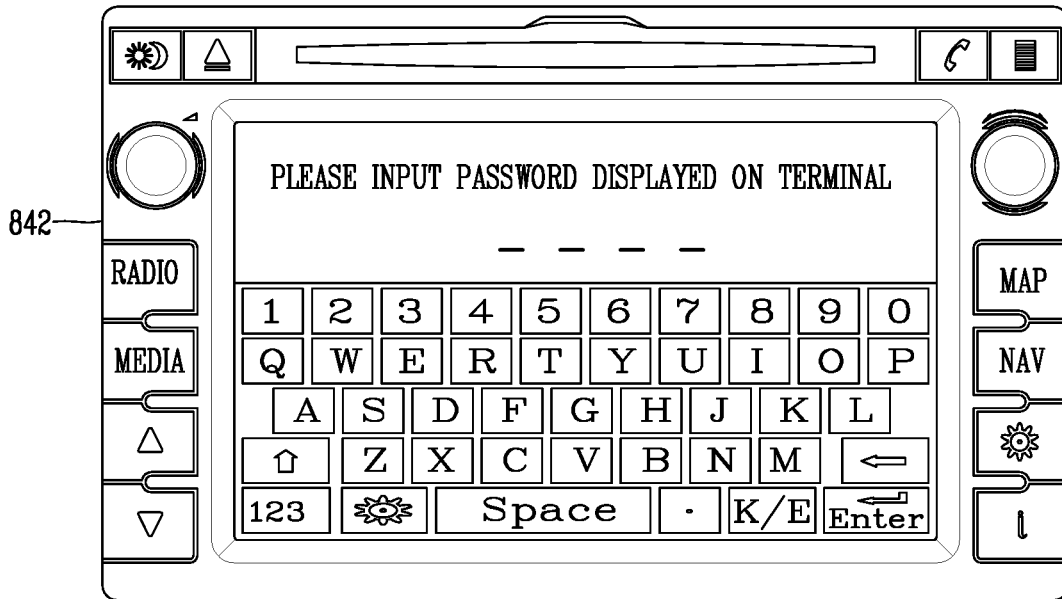 PLEASE INPUT PASSWORD DISPLAYED ON TERMINAL
842
RADIO
MAP
1 2 3 4 5 6 7 8 9 0
MEDIA
Q W E R T Y U I O P
NAV
A S D F G H J K L
Z X C V B N M
123 Space . K/E Enter
i